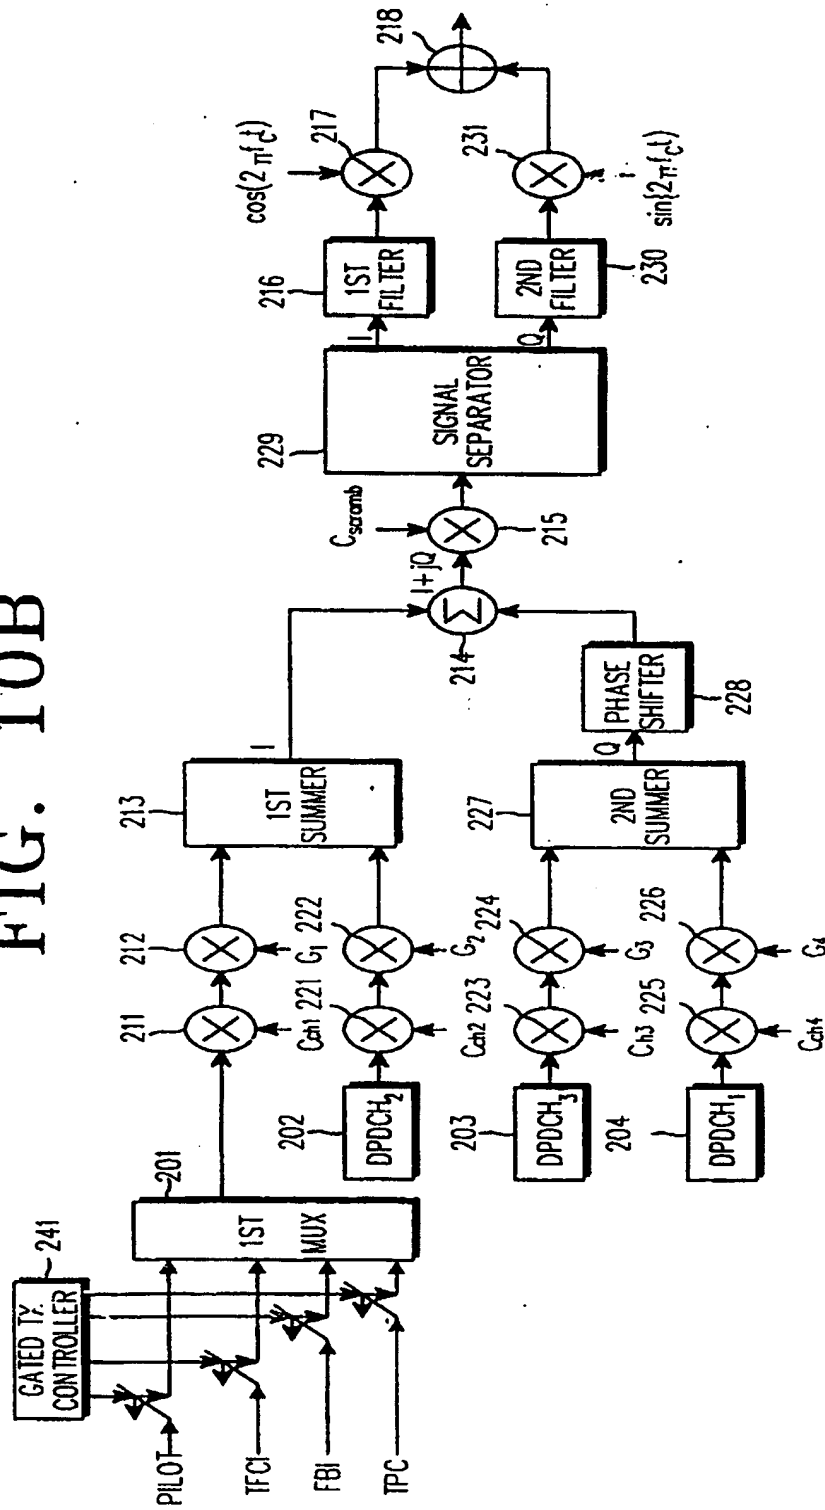 FIG. 10B
GATED TX.
CONTROLLER
241
PILOT
TFCI
FBI
TPC
1ST
MUX
201
211
212
Cch1
G1
213
1ST
SUMMER
I
DPDCH2
202
221
222
Cch2
G2
DPDCH3
203
223
224
Ch3
G3
227
2ND
SUMMER
Q
DPDCH1
204
225
226
Cch4
G4
PHASE
SHIFTER
228
Σ
214
I+jQ
Cscramb
215
229
SIGNAL
SEPARATOR
I
Q
216
1ST
FILTER
2ND
FILTER
230
cos(2πfct)
217
231
sin{2πfct)
218